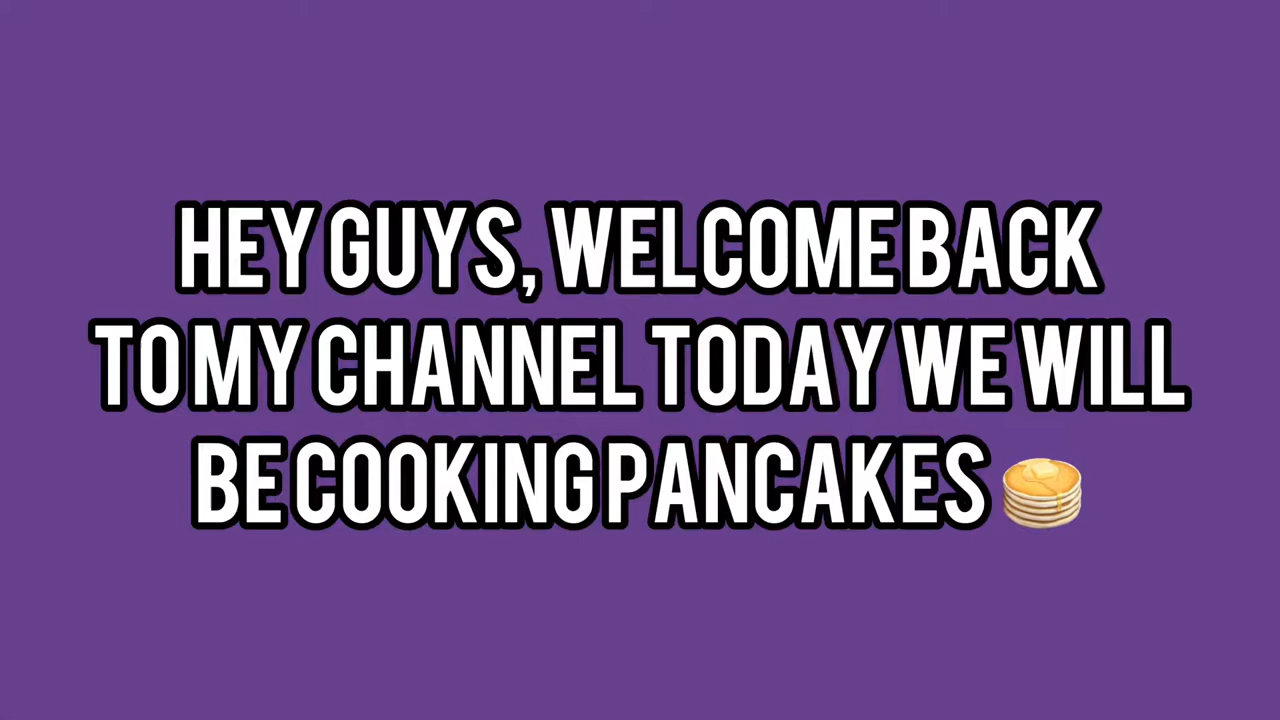 HEY GUYS, WELCOME BACK
TO MY CHANNEL TODAY WE WILL
BE COOKING PANCAKES 🥞